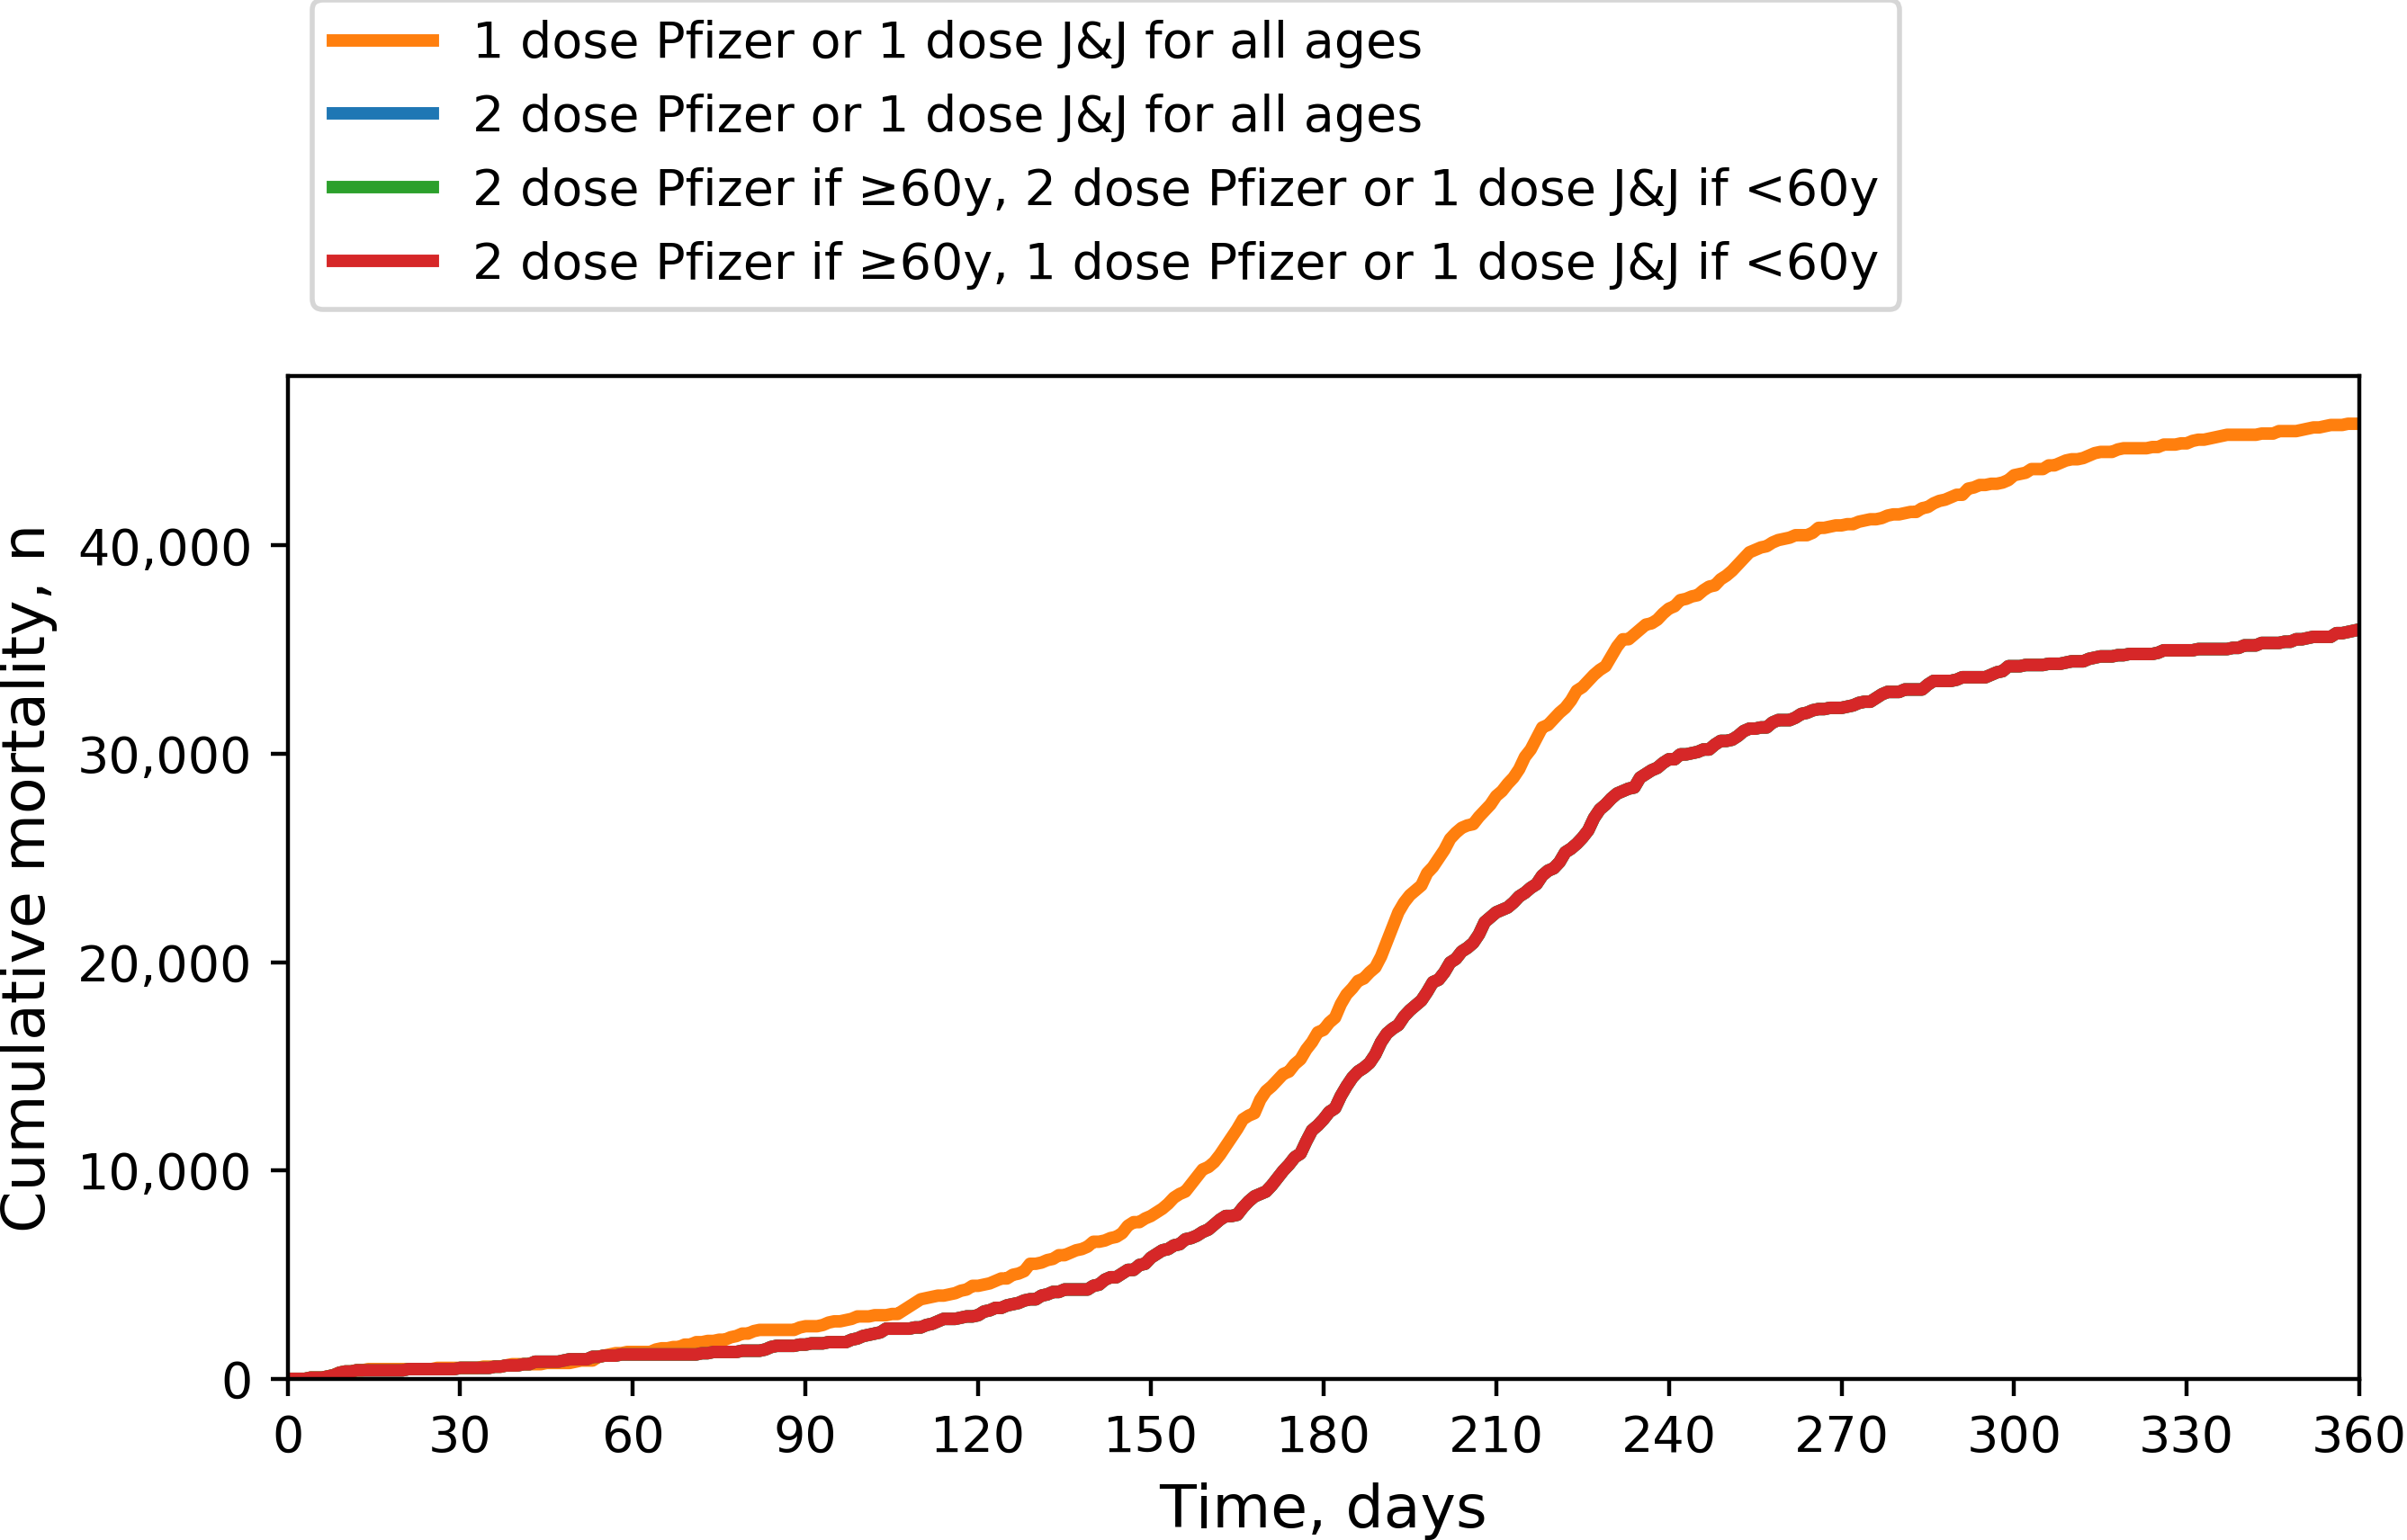 1 dose Pfizer or 1 dose J&J for all ages
2 dose Pfizer or 1 dose J&J for all ages
2 dose Pfizer if ≥60y, 2 dose Pfizer or 1 dose J&J if <60y
2 dose Pfizer if ≥60y, 1 dose Pfizer or 1 dose J&J if <60y
Cumulative mortality, n
40,000
30,000
20,000
10,000
0
0 30 60 90 120 150 180 210 240 270 300 330 360
Time, days